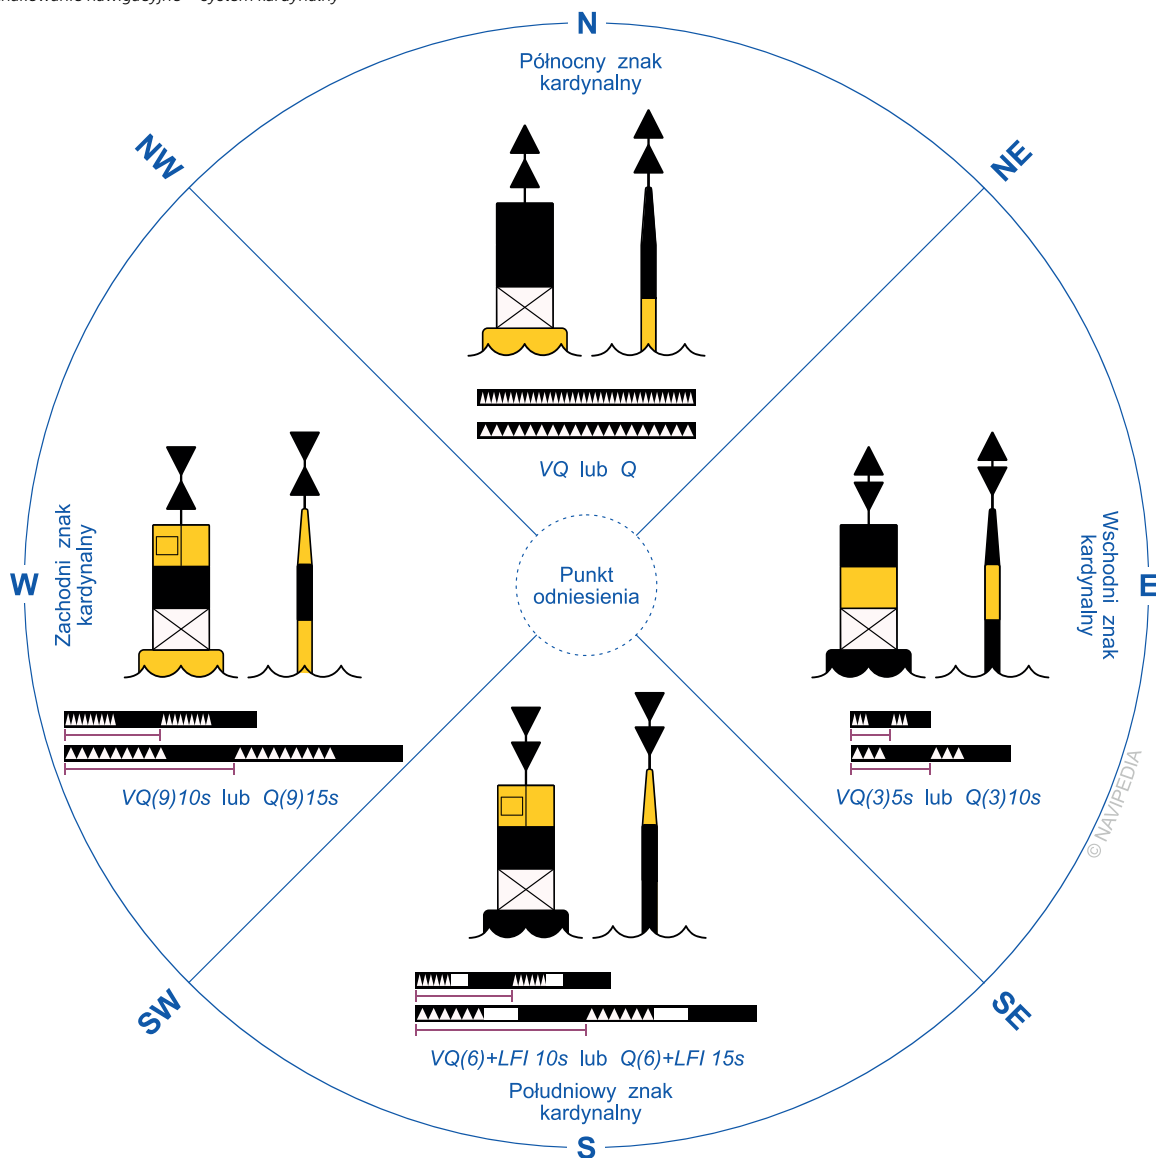 N
Północny znak
kardynalny
NW
NE
VQ lub Q
Zachodni znak
kardynalny
W
Punkt
odniesienia
Wschodni znak
kardynalny
E
VQ(9)10s lub Q(9)15s
VQ(3)5s lub Q(3)10s
© NAVIPEDIA
SW
SE
VQ(6)+LFl 10s lub Q(6)+LFl 15s
Południowy znak
kardynalny
S